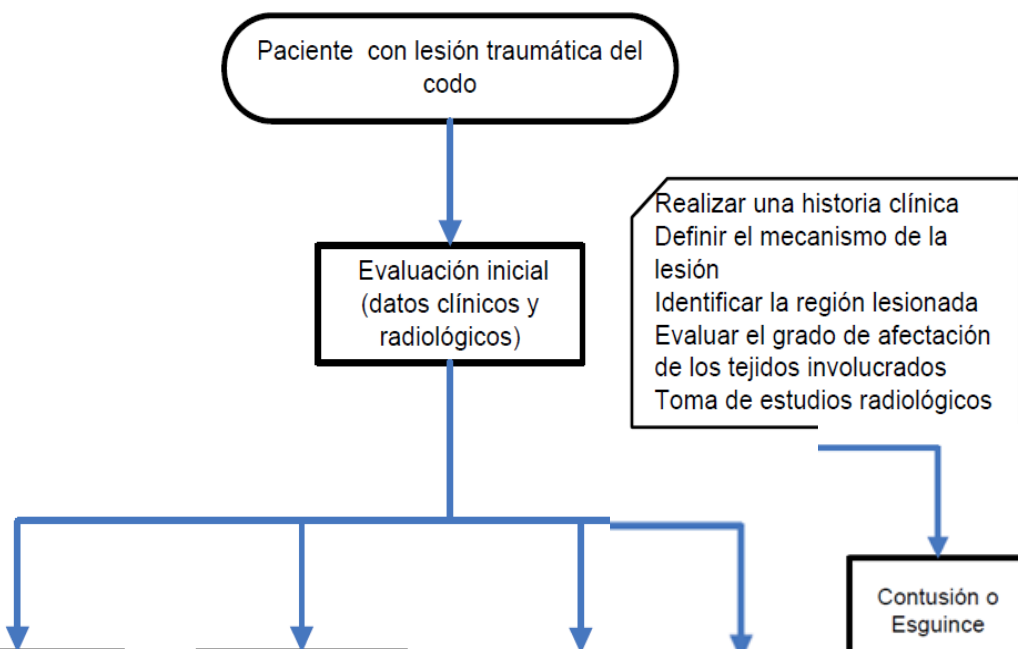 Paciente con lesión traumática del
codo
Evaluación inicial
(datos clínicos y
radiológicos)
Realizar una historia clínica
Definir el mecanismo de la
lesión
Identificar la región lesionada
Evaluar el grado de afectación
de los tejidos involucrados
Toma de estudios radiológicos
Contusión o
Esguince